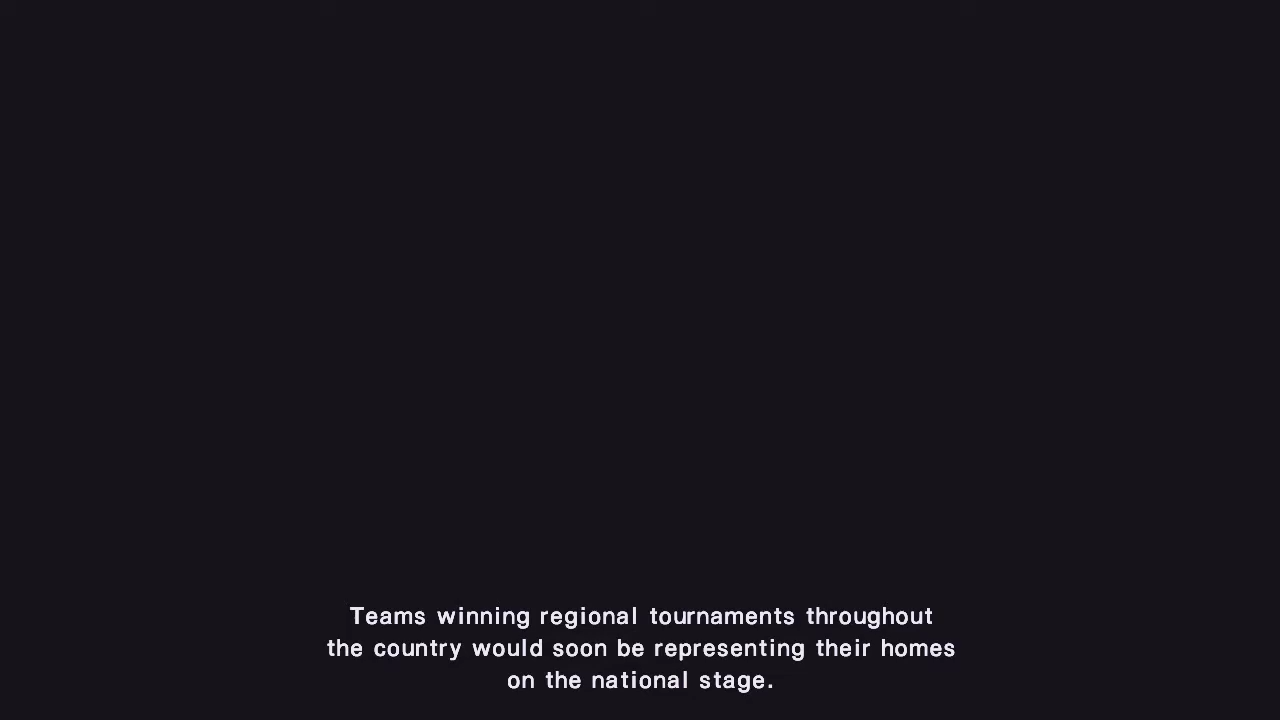 Teams winning regional tournaments throughout
the country would soon be representing their homes
on the national stage.